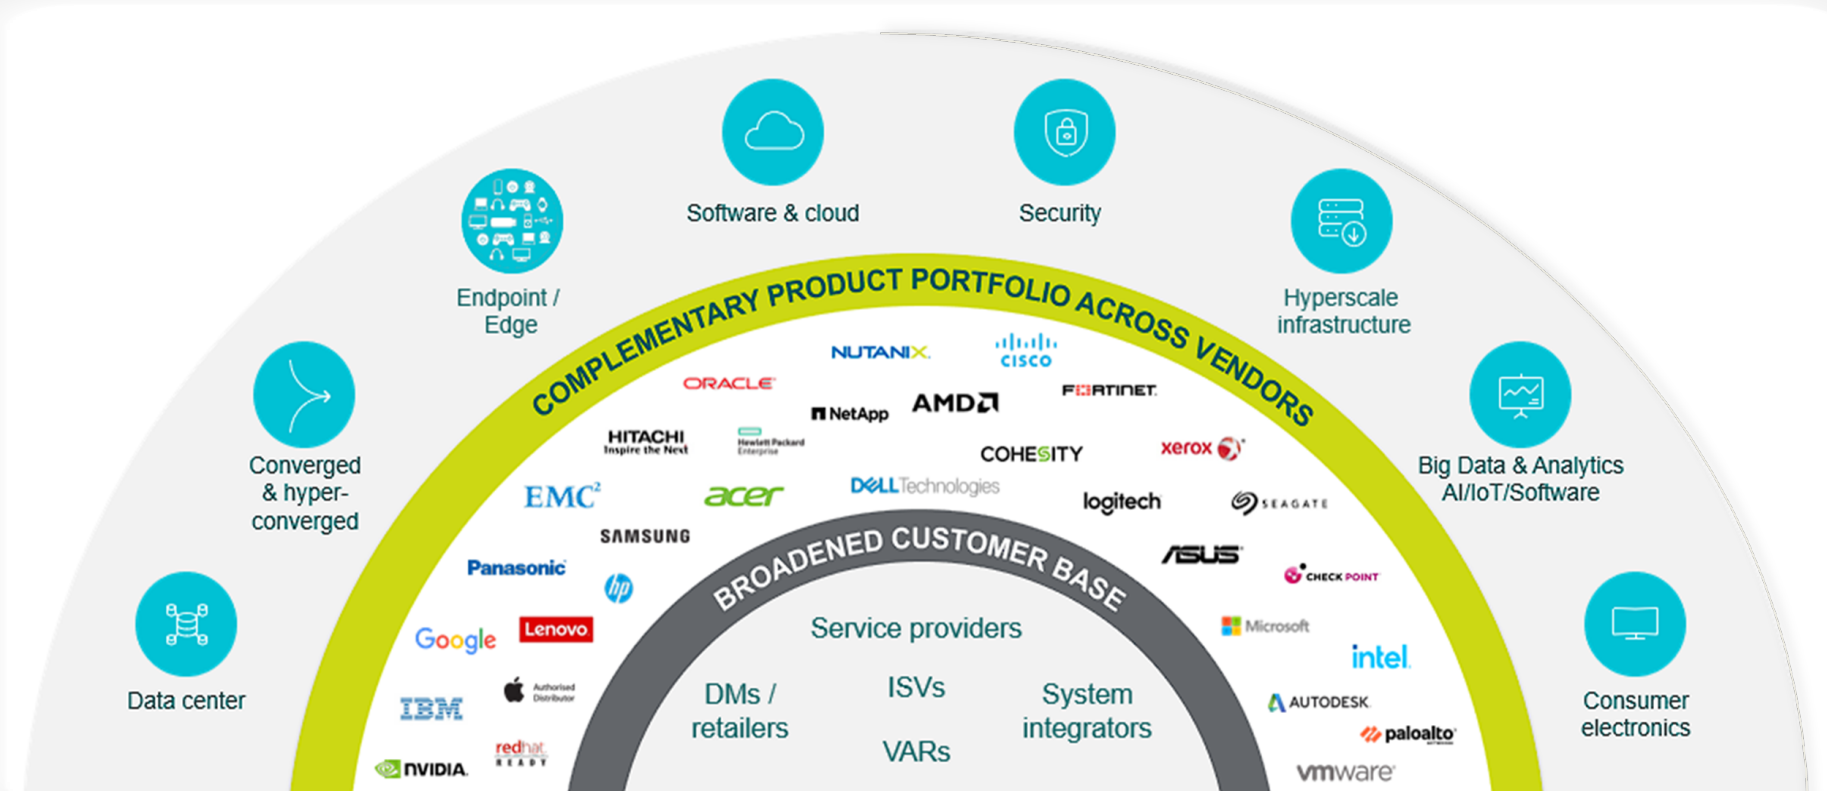 Software & cloud
Security
Endpoint /
Edge
Hyperscale
infrastructure
Converged
& hyper-
converged
Big Data & Analytics
AI/IoT/Software
Data center
Consumer
electronics
COMPLEMENTARY PRODUCT PORTFOLIO ACROSS VENDORS
NUTANIX
CISCO
ORACLE
NetApp
AMD
FORTINET
HITACHI
Inspire the Next
Hewlett Packard
Enterprise
COHESITY
xerox
EMC²
acer
DELLTechnologies
logitech
SEAGATE
SAMSUNG
Panasonic
hp
ASUS
CHECK POINT
Google
Lenovo
Microsoft
intel
IBM
Authorised
Distributor
AUTODESK
paloalto
NETWORKS
NVIDIA
redhat
READY
vmware
BROADENED CUSTOMER BASE
Service providers
DMs /
retailers
ISVs
System
integrators
VARs